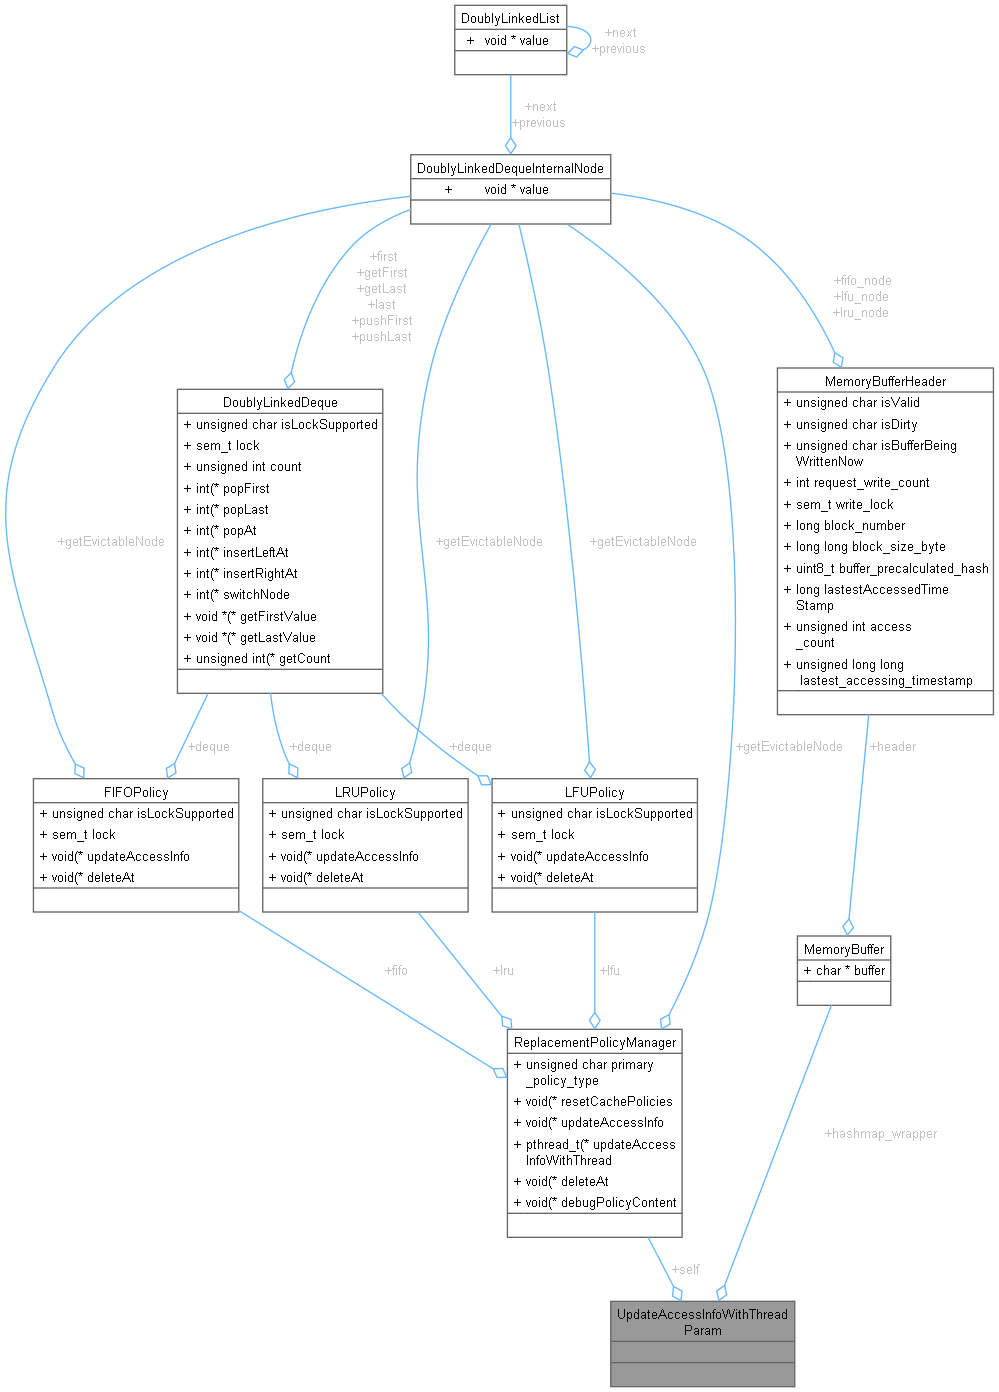 DoublyLinkedList
+ void * value
+next
+previous
+next
+previous
DoublyLinkedDequeInternalNode
+ void * value
+first
+getFirst
+getLast
+last
+pushFirst
+pushLast
+fifo_node
+lfu_node
+lru_node
DoublyLinkedDeque
+ unsigned char isLockSupported
+ sem_t lock
+ unsigned int count
+ int(* popFirst
+ int(* popLast
+ int(* popAt
+ int(* insertLeftAt
+ int(* insertRightAt
+ int(* switchNode
+ void *(* getFirstValue
+ void *(* getLastValue
+ unsigned int(* getCount
MemoryBufferHeader
+ unsigned char isValid
+ unsigned char isDirty
+ unsigned char isBufferBeing
WrittenNow
+ int request_write_count
+ sem_t write_lock
+ long block_number
+ long long block_size_byte
+ uint8_t buffer_precalculated_hash
+ long lastestAccessedTime
Stamp
+ unsigned int access
_count
+ unsigned long long
lastest_accessing_timestamp
+getEvictableNode
+getEvictableNode
+getEvictableNode
+deque
+deque
+deque
+getEvictableNode
+header
FIFOPolicy
+ unsigned char isLockSupported
+ sem_t lock
+ void(* updateAccessInfo
+ void(* deleteAt
LRUPolicy
+ unsigned char isLockSupported
+ sem_t lock
+ void(* updateAccessInfo
+ void(* deleteAt
LFUPolicy
+ unsigned char isLockSupported
+ sem_t lock
+ void(* updateAccessInfo
+ void(* deleteAt
+fifo
+lru
+lfu
MemoryBuffer
+ char * buffer
ReplacementPolicyManager
+ unsigned char primary
_policy_type
+ void(* resetCachePolicies
+ void(* updateAccessInfo
+ pthread_t(* updateAccess
InfoWithThread
+ void(* deleteAt
+ void(* debugPolicyContent
+hashmap_wrapper
+self
UpdateAccessInfoWithThread
Param